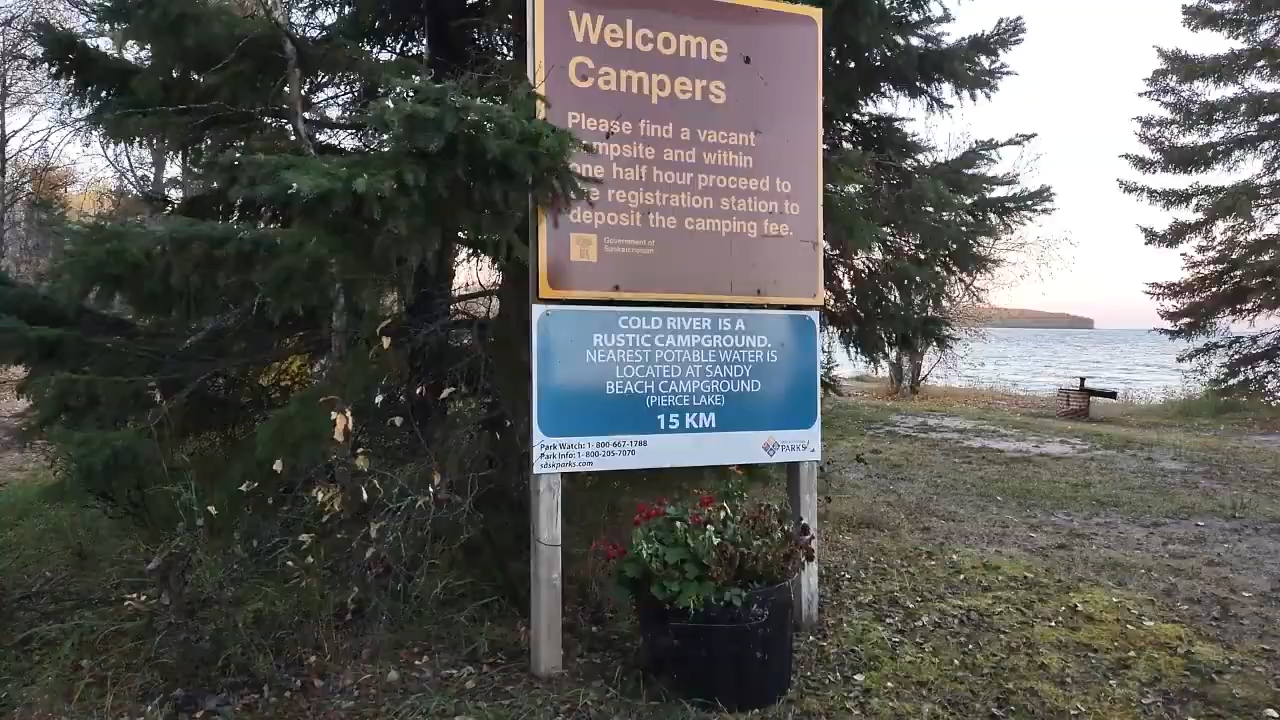 Welcome
Campers
Please find a vacant
mpsite and within
one half hour proceed to
e registration station to
deposit the camping fee.
Government of
Saskatchewan
COLD RIVER IS A
RUSTIC CAMPGROUND.
NEAREST POTABLE WATER IS
LOCATED AT SANDY
BEACH CAMPGROUND
(PIERCE LAKE)
15 KM
Park Watch: 1-800-667-1788
Park Info: 1-800-205-7070
saskparks.com
PARKS